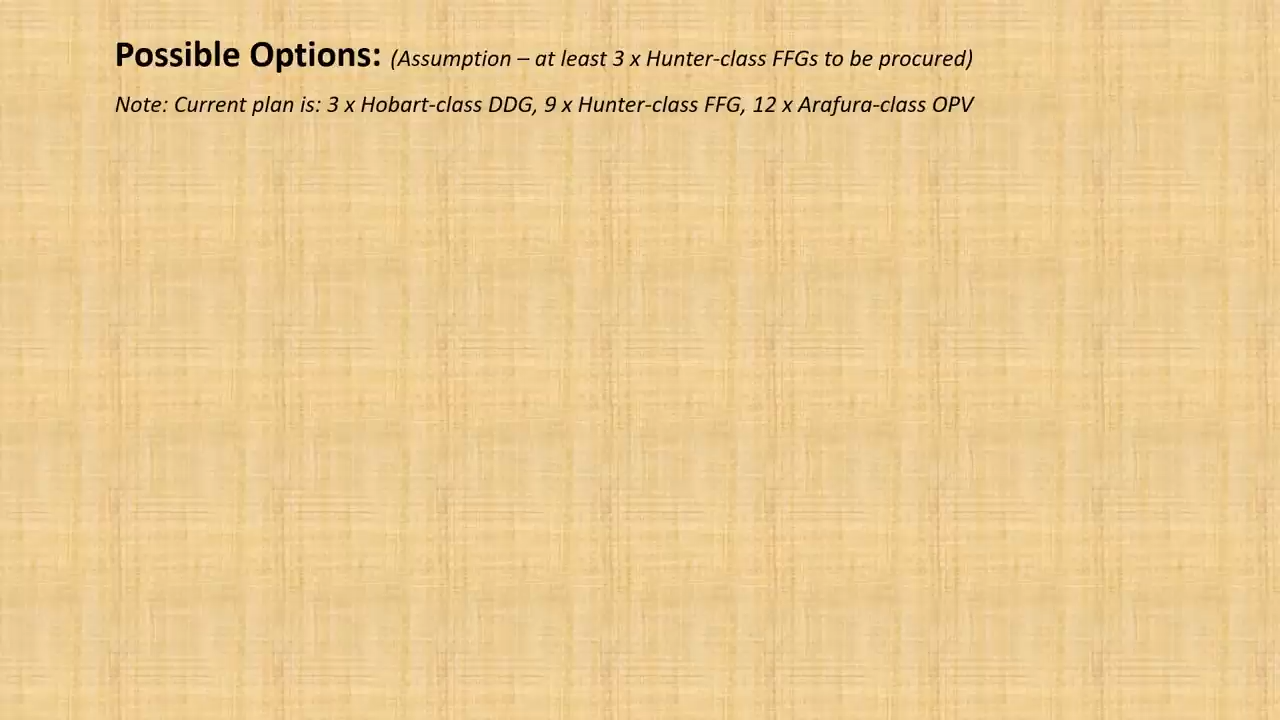 Possible Options: (Assumption – at least 3 x Hunter-class FFGs to be procured)
Note: Current plan is: 3 x Hobart-class DDG, 9 x Hunter-class FFG, 12 x Arafura-class OPV